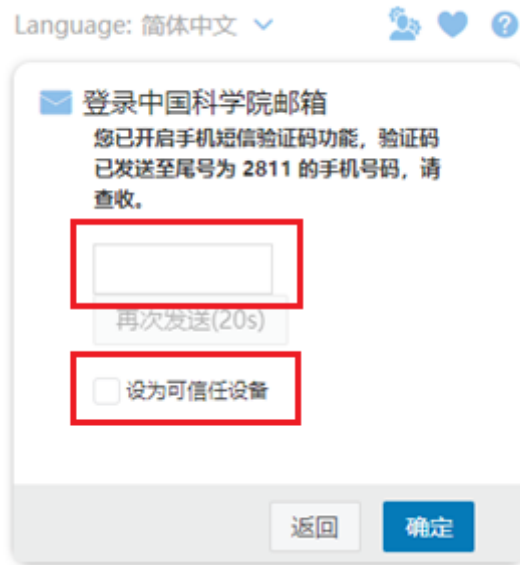 Language: 简体中文
登录中国科学院邮箱
您已开启手机短信验证码功能，验证码
已发送至尾号为 2811 的手机号码，请
查收。
再次发送(20s)
设为可信任设备
返回 确定